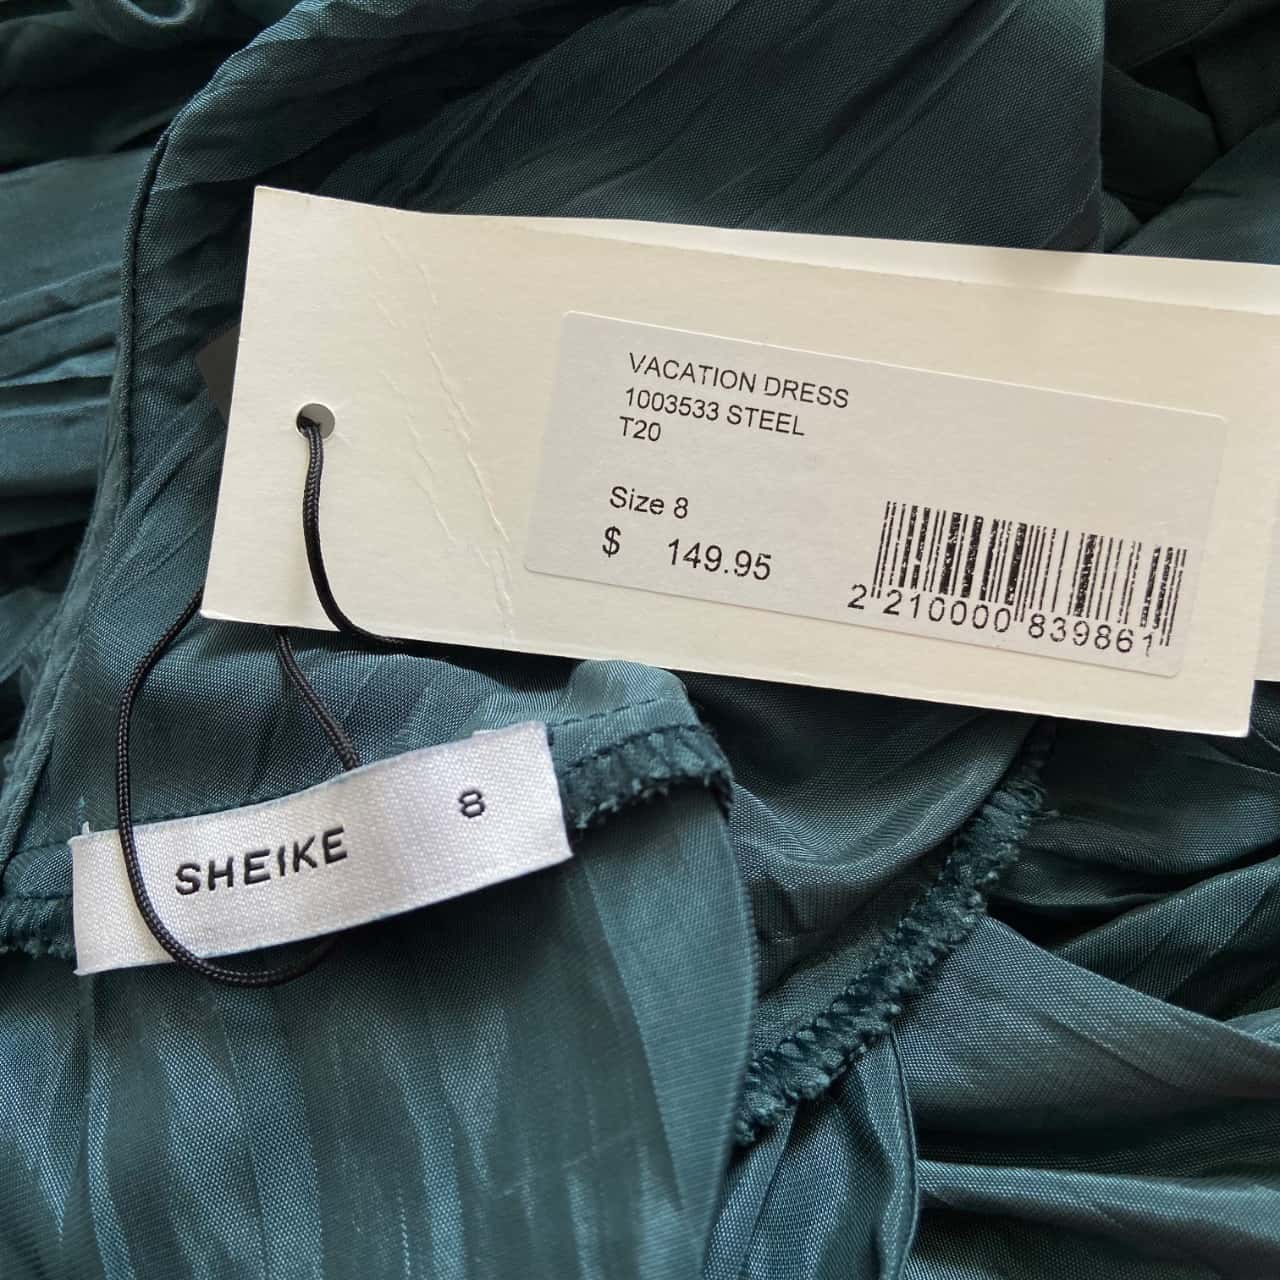 VACATION DRESS
1003533 STEEL
T20
Size 8
$ 149.95
2 210000 839861
SHEIKE 8